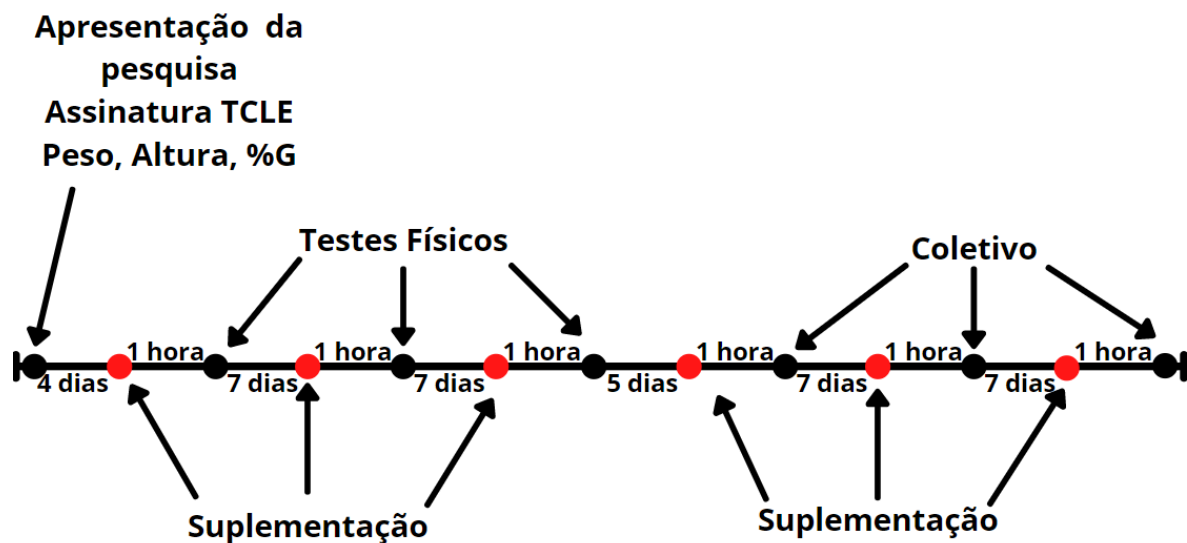 Apresentação da
pesquisa
Assinatura TCLE
Peso, Altura, %G
Testes Físicos
Coletivo
1 hora
1 hora
1 hora
1 hora
1 hora
1 hora
4 dias
7 dias
7 dias
5 dias
7 dias
7 dias
Suplementação
Suplementação